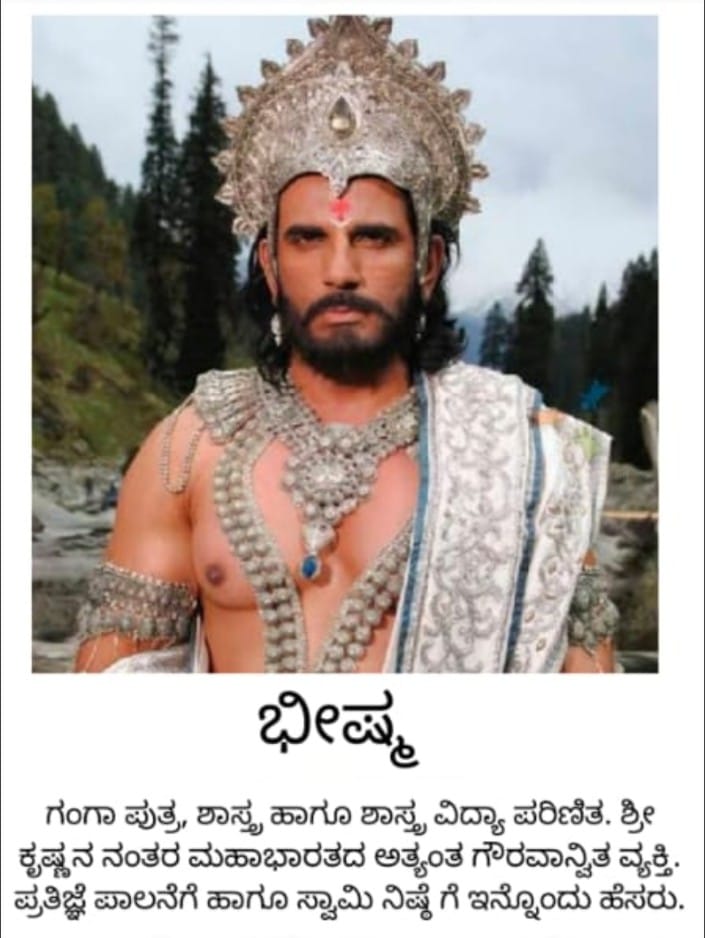 ಭೀಷ್ಮ
ಗಂಗಾ ಪುತ್ರ, ಶಾಸ್ತ್ರ ಹಾಗೂ ಶಾಸ್ತ್ರ ವಿದ್ಯಾ ಪರಿಣಿತ. ಶ್ರೀ
ಕೃಷ್ಣನ ನಂತರ ಮಹಾಭಾರತದ ಅತ್ಯಂತ ಗೌರವಾನ್ವಿತ ವ್ಯಕ್ತಿ.
ಪ್ರತಿಜ್ಞೆ ಪಾಲನೆಗೆ ಹಾಗೂ ಸ್ವಾಮಿ ನಿಷ್ಠೆ ಗೆ ಇನ್ನೊಂದು ಹೆಸರು.